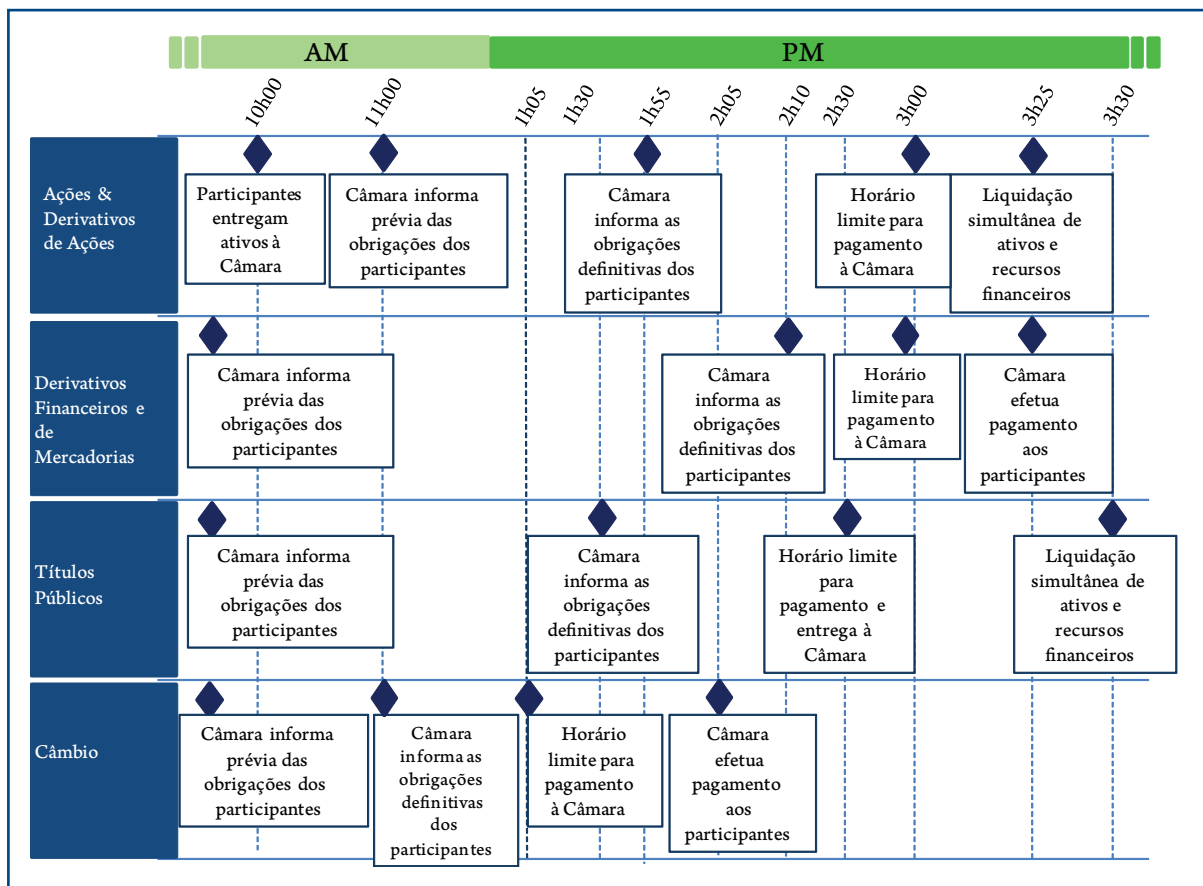 AM
PM
10h00
11h00
1h05
1h30
1h55
2h05
2h10
2h30
3h00
3h25
3h30
Ações &
Derivativos
de Ações
Participantes
entregam
ativos à
Câmara
Câmara informa
prévia das
obrigações dos
participantes
Câmara
informa as
obrigações
definitivas dos
participantes
Horário
limite para
pagamento
à Câmara
Liquidação
simultânea de
ativos e
recursos
financeiros
Derivativos
Financeiros e
de
Mercadorias
Câmara informa
prévia das
obrigações dos
participantes
Câmara
informa as
obrigações
definitivas dos
participantes
Horário
limite para
pagamento
à Câmara
Câmara
efetua
pagamento
aos
participantes
Títulos
Públicos
Câmara informa
prévia das
obrigações dos
participantes
Câmara
informa as
obrigações
definitivas dos
participantes
Horário limite
para
pagamento e
entrega à
Câmara
Liquidação
simultânea de
ativos e
recursos
financeiros
Câmbio
Câmara informa
prévia das
obrigações dos
participantes
Câmara
informa as
obrigações
definitivas
dos
participantes
Horário
limite para
pagamento
à Câmara
Câmara
efetua
pagamento
aos
participantes